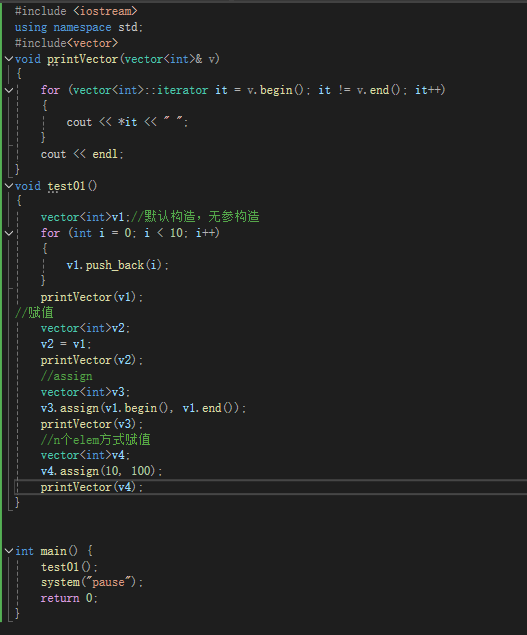 #include <iostream>
using namespace std;
#include<vector>
void printVector(vector<int>& v)
{
for (vector<int>::iterator it = v.begin(); it != v.end(); it++)
{
cout << *it << " ";
}
cout << endl;
}
void test01()
{
vector<int>v1;//默认构造，无参构造
for (int i = 0; i < 10; i++)
{
v1.push_back(i);
}
printVector(v1);
//赋值
vector<int>v2;
v2 = v1;
printVector(v2);
//assign
vector<int>v3;
v3.assign(v1.begin(), v1.end());
printVector(v3);
//n个elem方式赋值
vector<int>v4;
v4.assign(10, 100);
printVector(v4);
}
int main() {
test01();
system("pause");
return 0;
}